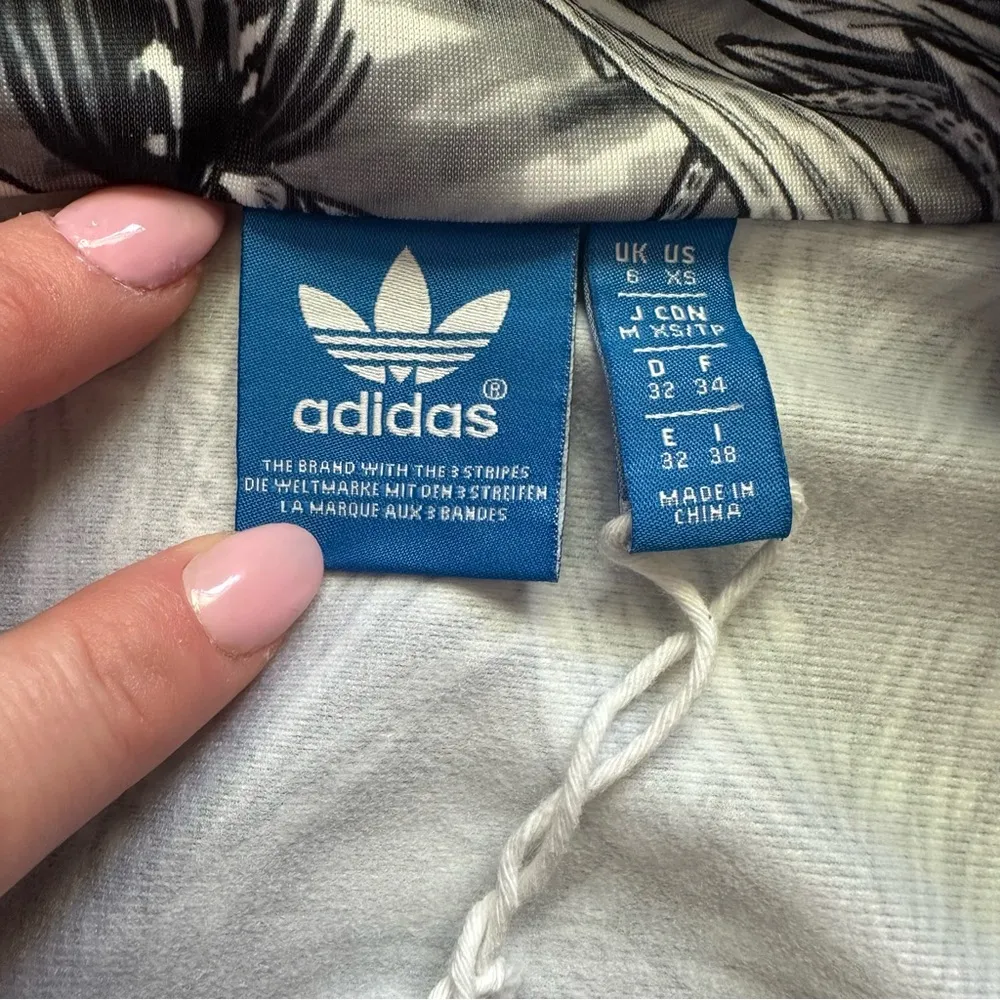 adidas®
THE BRAND WITH THE 3 STRIPES
DIE WELTMARKE MIT DEN 3 STREIFEN
LA MARQUE AUX 3 BANDES
UK US
6 XS
J CDN
M XS/TP
D F
32 34
E I
32 38
MADE IN
CHINA